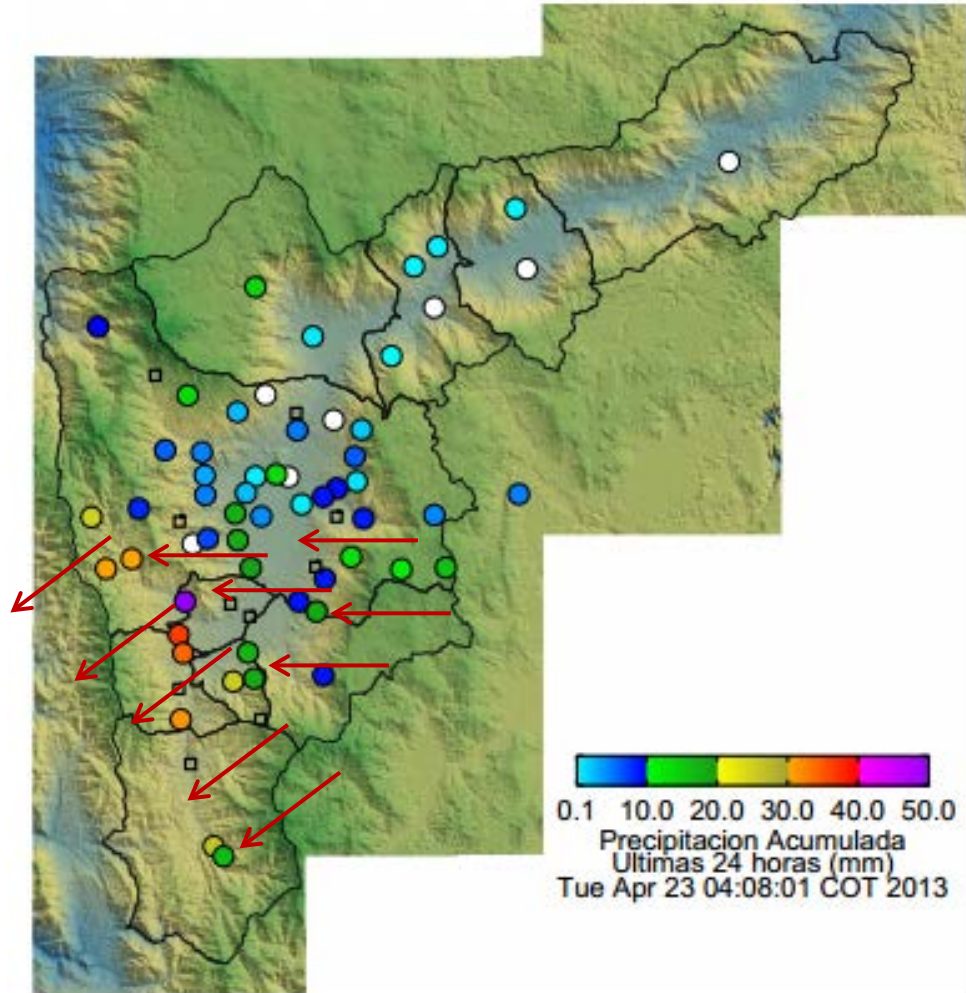 0.1 10.0 20.0 30.0 40.0 50.0
Precipitacion Acumulada
Ultimas 24 horas (mm)
Tue Apr 23 04:08:01 COT 2013